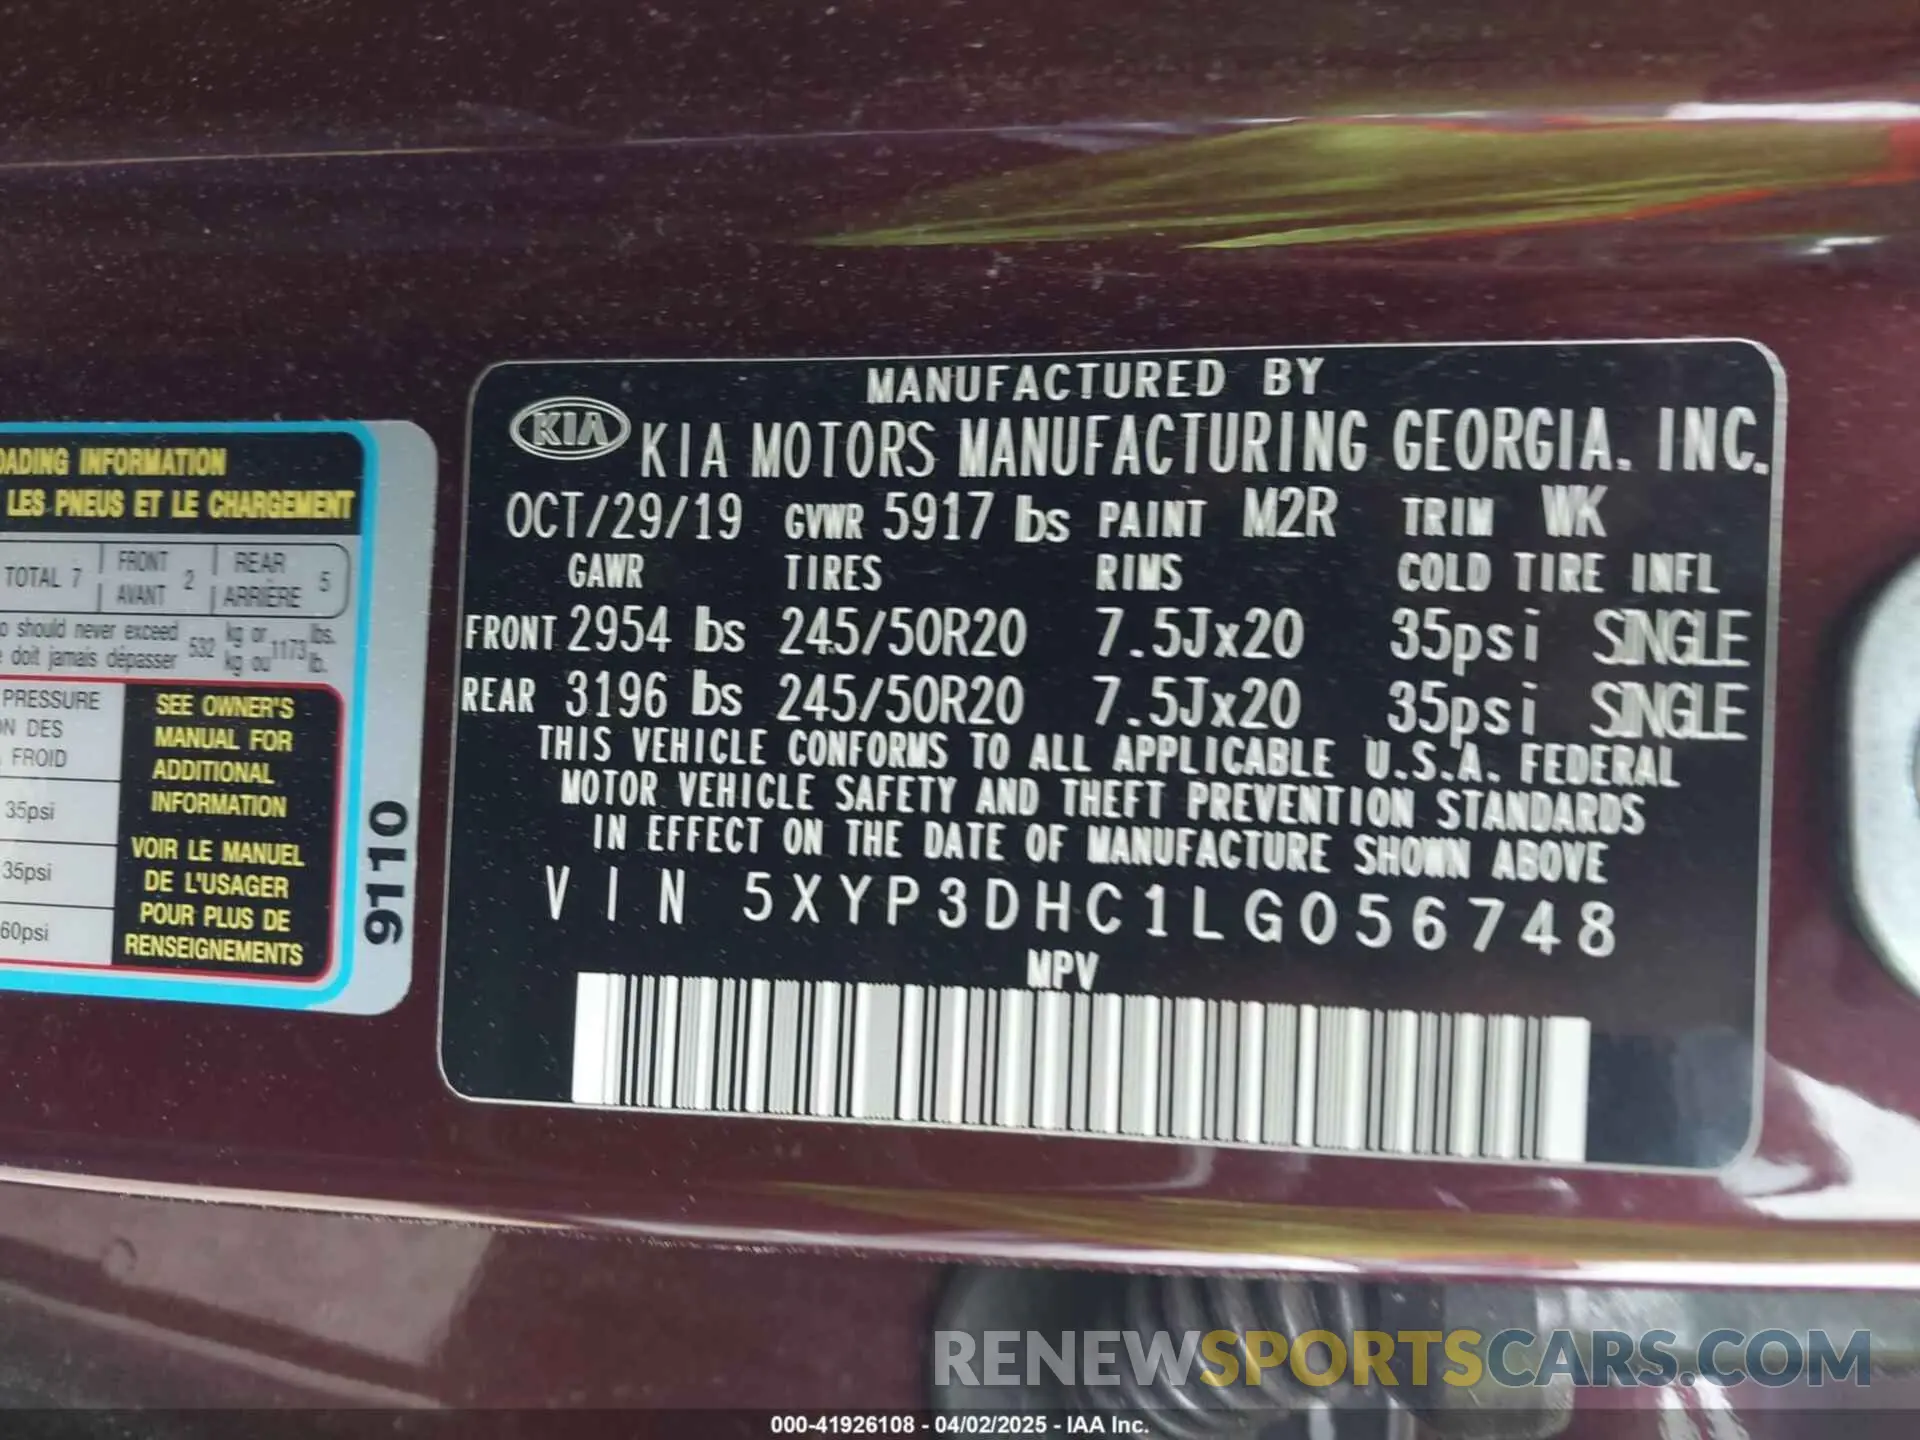 OADING INFORMATION
LES PNEUS ET LE CHARGEMENT
TOTAL 7 FRONT AVANT 2 REAR ARRIÈRE 5
o should never exceed
doit jamais dépasser 532 kg or kg ou 1173 lbs. lb.
PRESSURE
ON DES
FROID
35psi
35psi
60psi
SEE OWNER'S
MANUAL FOR
ADDITIONAL
INFORMATION
VOIR LE MANUEL
DE L'USAGER
POUR PLUS DE
RENSEIGNEMENTS
9110
MANUFACTURED BY
KIA KIA MOTORS MANUFACTURING GEORGIA, INC.
OCT/29/19 GVWR 5917 lbs PAINT M2R TRIM WK
GAWR TIRES RIMS COLD TIRE INFL
FRONT 2954 lbs 245/50R20 7.5Jx20 35psi SINGLE
REAR 3196 lbs 245/50R20 7.5Jx20 35psi SINGLE
THIS VEHICLE CONFORMS TO ALL APPLICABLE U.S.A. FEDERAL
MOTOR VEHICLE SAFETY AND THEFT PREVENTION STANDARDS
IN EFFECT ON THE DATE OF MANUFACTURE SHOWN ABOVE
VIN 5XYP3DHC1LG056748
MPV
RENEWSPORTSCARS.COM
000-41926108 - 04/02/2025 - IAA Inc.